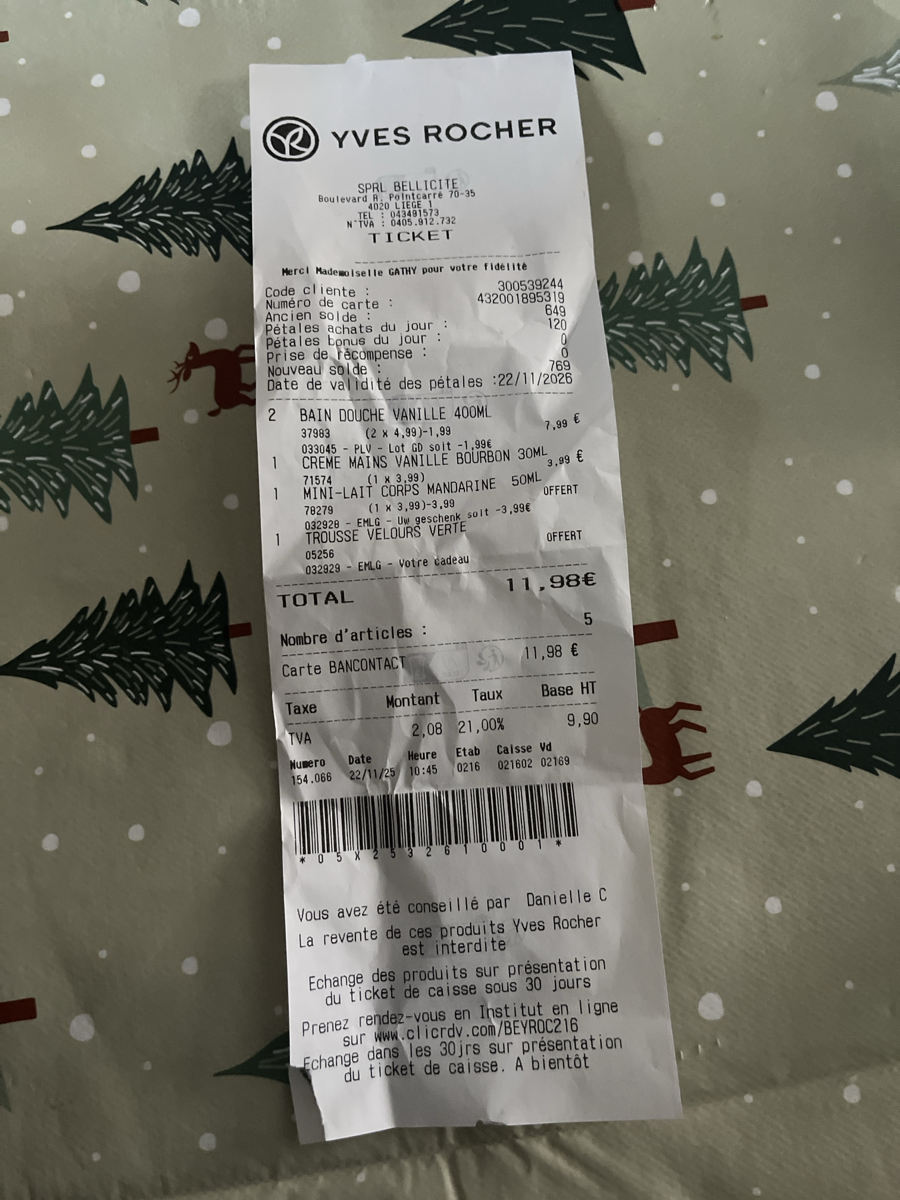 YVES ROCHER
SPRL BELLICITE
Boulevard R. Pointcarré 70-35
4020 LIEGE 1
TEL : 043491573
N°TVA : 0405.912.732
TICKET
Merci Mademoiselle GATHY pour votre fidélité
Code cliente : 300539244
Numéro de carte : 432001895319
Ancien solde : 649
Pétales achats du jour : 120
Pétales bonus du jour : 0
Prise de récompense : 0
Nouveau solde : 769
Date de validité des pétales :22/11/2026
2 BAIN DOUCHE VANILLE 400ML
37983 (2 x 4,99)-1,99 7,99 €
033045 - PLV - Lot GD soit -1,99€
1 CREME MAINS VANILLE BOURBON 30ML
71574 (1 x 3,99) 3,99 €
1 MINI-LAIT CORPS MANDARINE 50ML
78279 (1 x 3,99)-3,99 OFFERT
032928 - EMLG - Uw geschenk soit -3,99€
1 TROUSSE VELOURS VERTE
05256 OFFERT
032929 - EMLG - Votre cadeau
TOTAL 11,98€
Nombre d'articles : 5
Carte BANCONTACT 11,98 €
Taxe Montant Taux Base HT
TVA 2,08 21,00% 9,90
Numero Date Heure Etab Caisse Vd
154.066 22/11/25 10:45 0216 021602 02169
*05X2532610001*
Vous avez été conseillé par Danielle C
La revente de ces produits Yves Rocher
est interdite
Echange des produits sur présentation
du ticket de caisse sous 30 jours
Prenez rendez-vous en Institut en ligne
sur www.clicrdv.com/BEYROC216
Echange dans les 30jrs sur présentation
du ticket de caisse. A bientôt